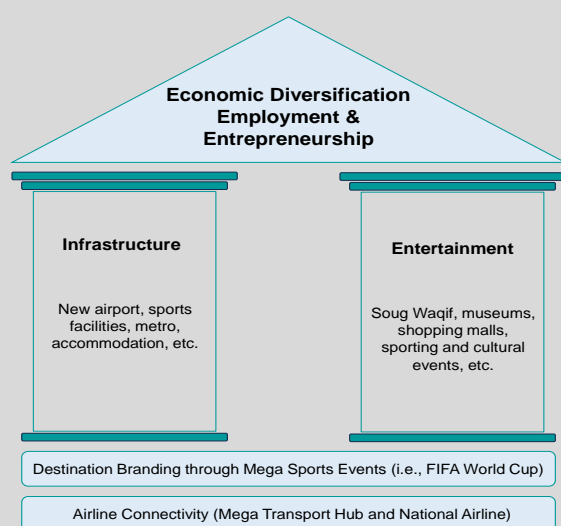 Economic Diversification
Employment &
Entrepreneurship
Infrastructure
New airport, sports
facilities, metro,
accommodation, etc.
Entertainment
Soug Waqif, museums,
shopping malls,
sporting and cultural
events, etc.
Destination Branding through Mega Sports Events (i.e., FIFA World Cup)
Airline Connectivity (Mega Transport Hub and National Airline)